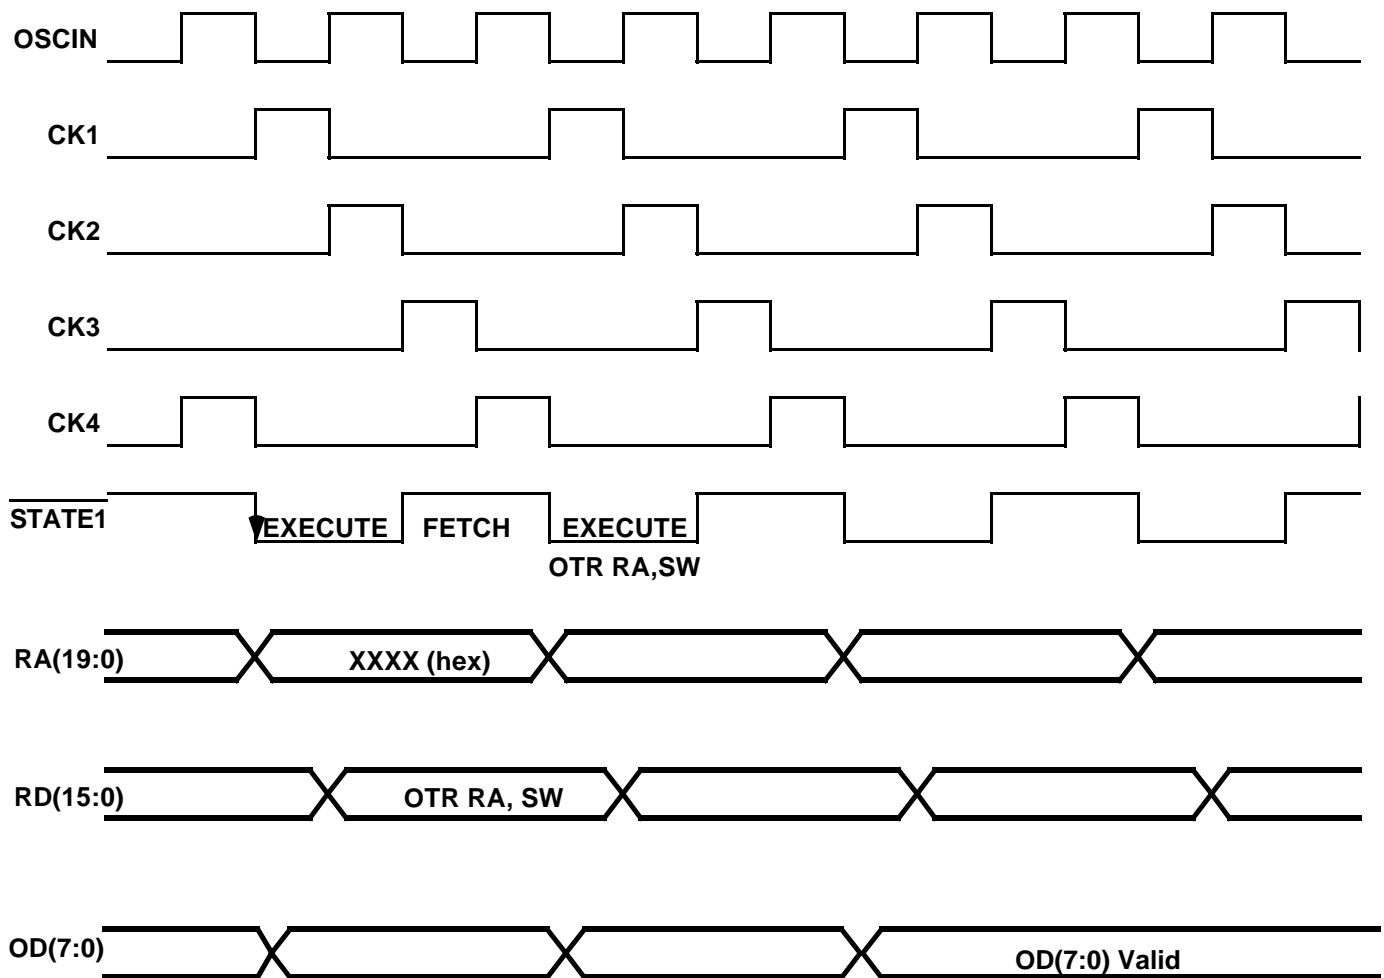 OSCIN
CK1
CK2
CK3
CK4
STATE1
EXECUTE FETCH EXECUTE
OTR RA,SW
RA(19:0) XXXX (hex)
RD(15:0) OTR RA, SW
OD(7:0) OD(7:0) Valid